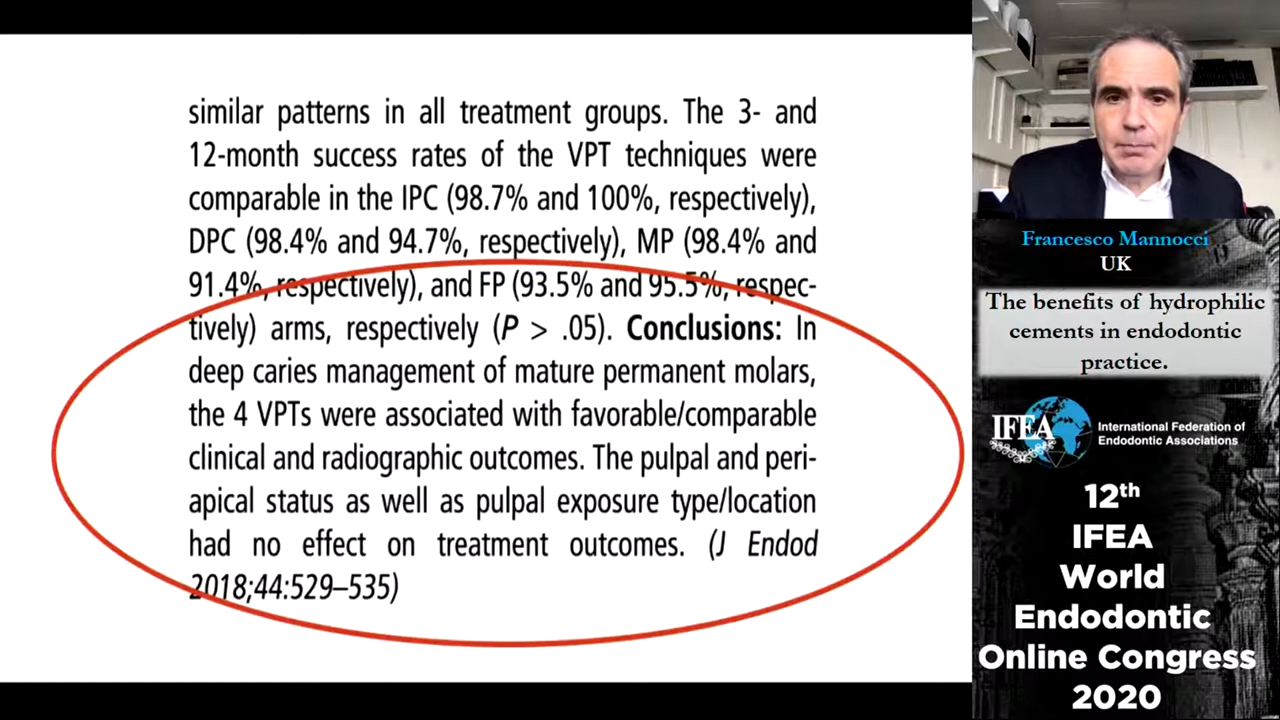 similar patterns in all treatment groups. The 3- and
12-month success rates of the VPT techniques were
comparable in the IPC (98.7% and 100%, respectively),
DPC (98.4% and 94.7%, respectively), MP (98.4% and
91.4%, respectively), and FP (93.5% and 95.5%, respec-
tively) arms, respectively (P > .05). Conclusions: In
deep caries management of mature permanent molars,
the 4 VPTs were associated with favorable/comparable
clinical and radiographic outcomes. The pulpal and peri-
apical status as well as pulpal exposure type/location
had no effect on treatment outcomes. (J Endod
2018;44:529–535)
Francesco Mannocci
UK
The benefits of hydrophilic
cements in endodontic
practice.
IFEA
International Federation of
Endodontic Associations
12th
IFEA
World
Endodontic
Online Congress
2020